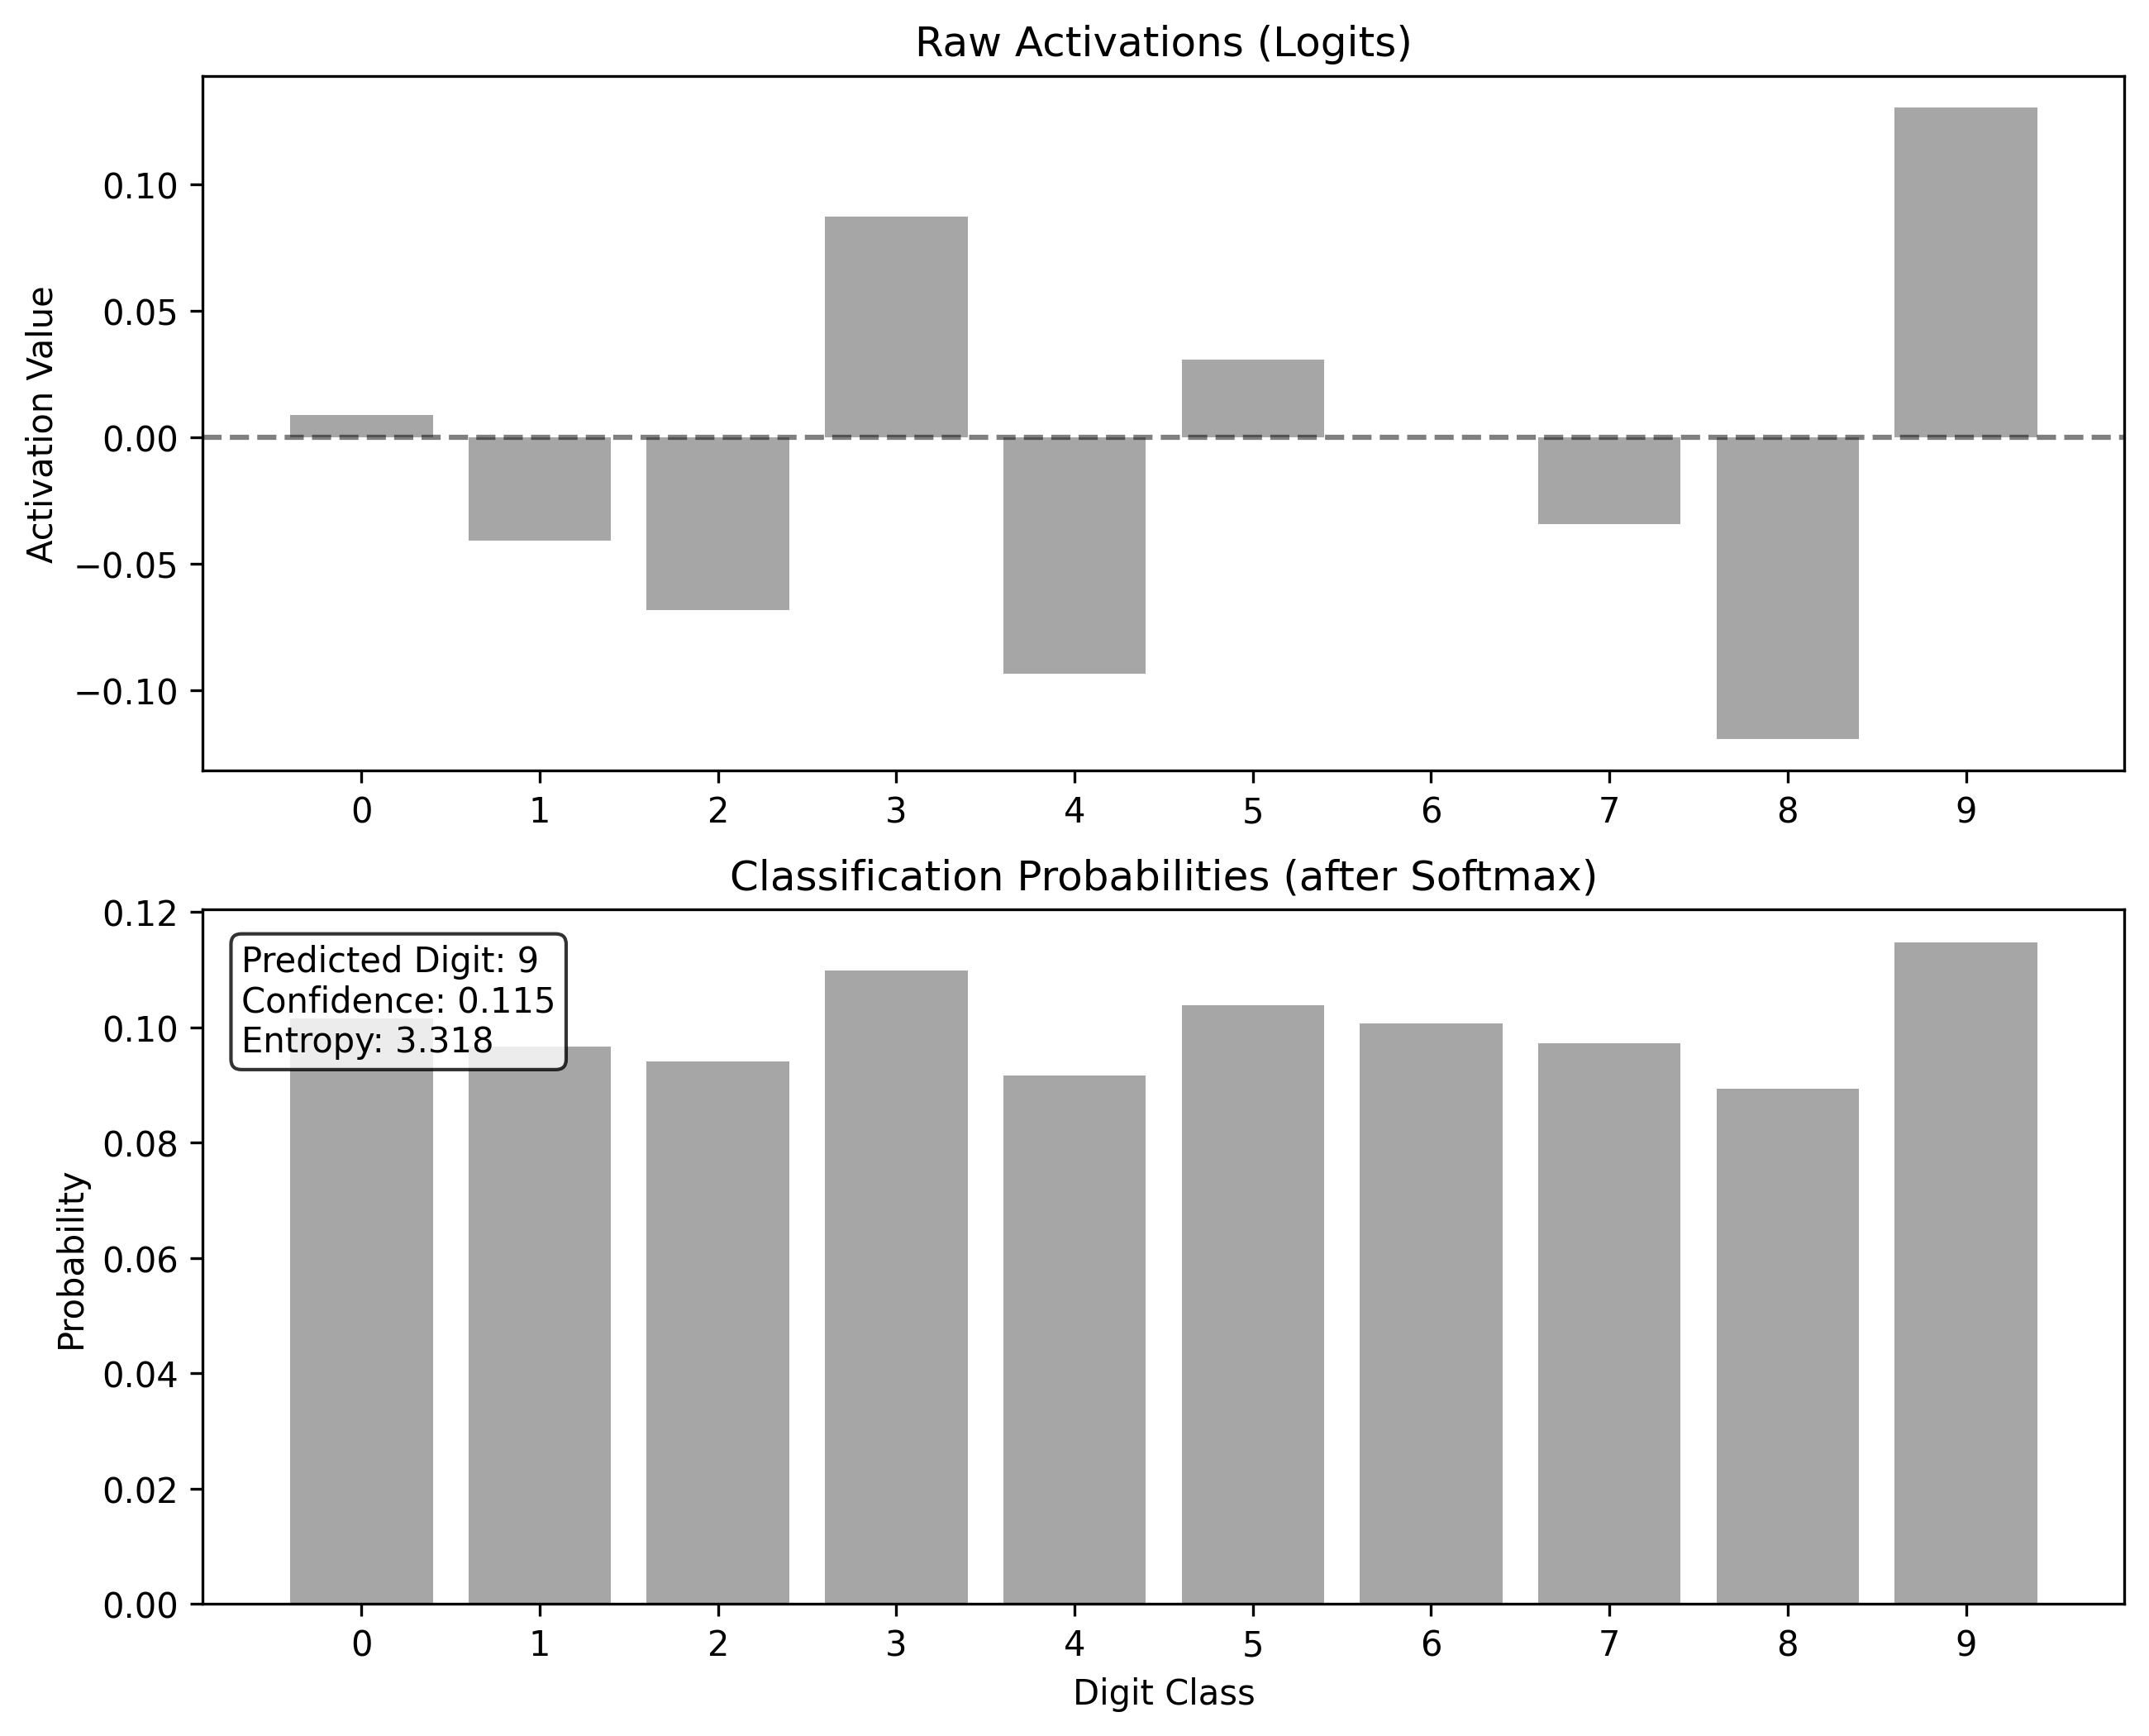 Raw Activations (Logits)
Activation Value
0.10
0.05
0.00
−0.05
−0.10
0 1 2 3 4 5 6 7 8 9
Classification Probabilities (after Softmax)
Probability
0.12
0.10
0.08
0.06
0.04
0.02
0.00
Predicted Digit: 9
Confidence: 0.115
Entropy: 3.318
0 1 2 3 4 5 6 7 8 9
Digit Class